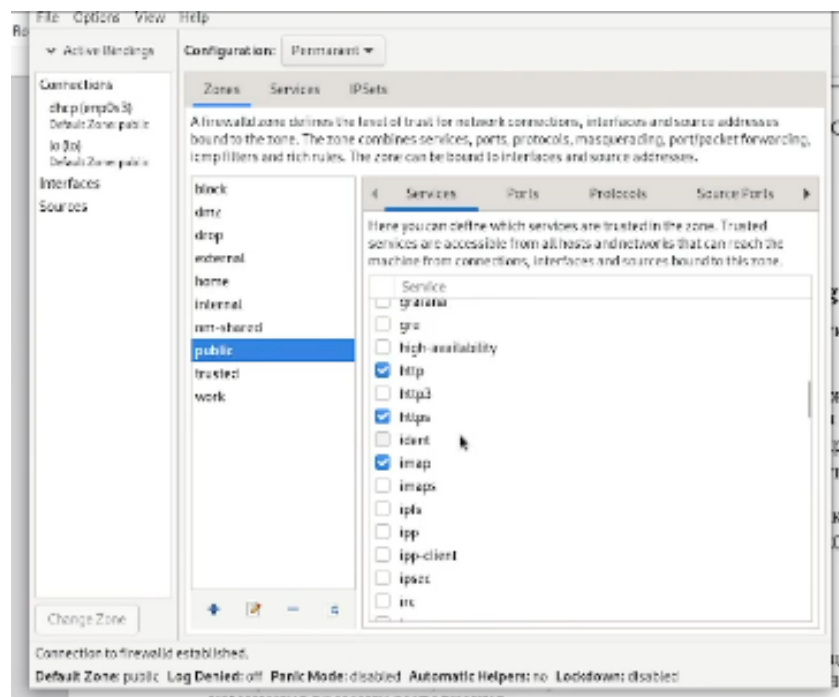 File Options View Help
Active Bindings
Configuration: Permanent
Connections
dhcp (enp0s3)
Default Zone: public
lo (lo)
Default Zone: public
Interfaces
Sources
Change Zone
Zones Services IPSets
A firewalld zone defines the level of trust for network connections, interfaces and source addresses
bound to the zone. The zone combines services, ports, protocols, masquerading, port/packet forwarding,
icmp filters and rich rules. The zone can be bound to interfaces and source addresses.
block
dmz
drop
external
home
internal
nm-shared
public
trusted
work
Services Ports Protocols Source Ports
Here you can define which services are trusted in the zone. Trusted
services are accessible from all hosts and networks that can reach the
machine from connections, interfaces and sources bound to this zone.
Service
grafana
gre
high-availability
http
http3
https
ident
imap
imaps
ipfs
ipp
ipp-client
ipsec
irc
Connection to firewalld established.
Default Zone: public Log Denied: off Panic Mode: disabled Automatic Helpers: no Lockdown: disabled